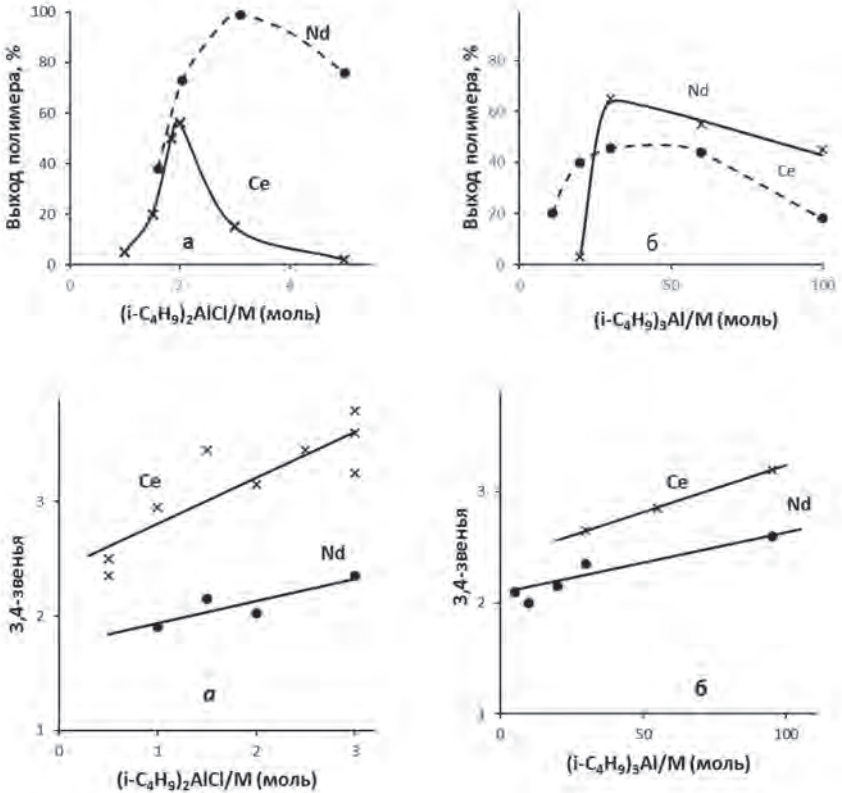 Выход полимера, %
100
80
60
40
20
0
Nd
Ce
а
0
2
4
(i-C₄H₉)₂AlCl/M (моль)
Выход полимера, %
80
60
40
20
0
Nd
Ce
б
0
50
100
(i-C₄H₉)₃Al/M (моль)
3,4-звенья
3
2
1
Ce
Nd
а
0
1
2
3
(i-C₄H₉)₂AlCl/M (моль)
3,4-звенья
3
2
1
Ce
Nd
б
0
50
100
(i-C₄H₉)₃Al/M (моль)